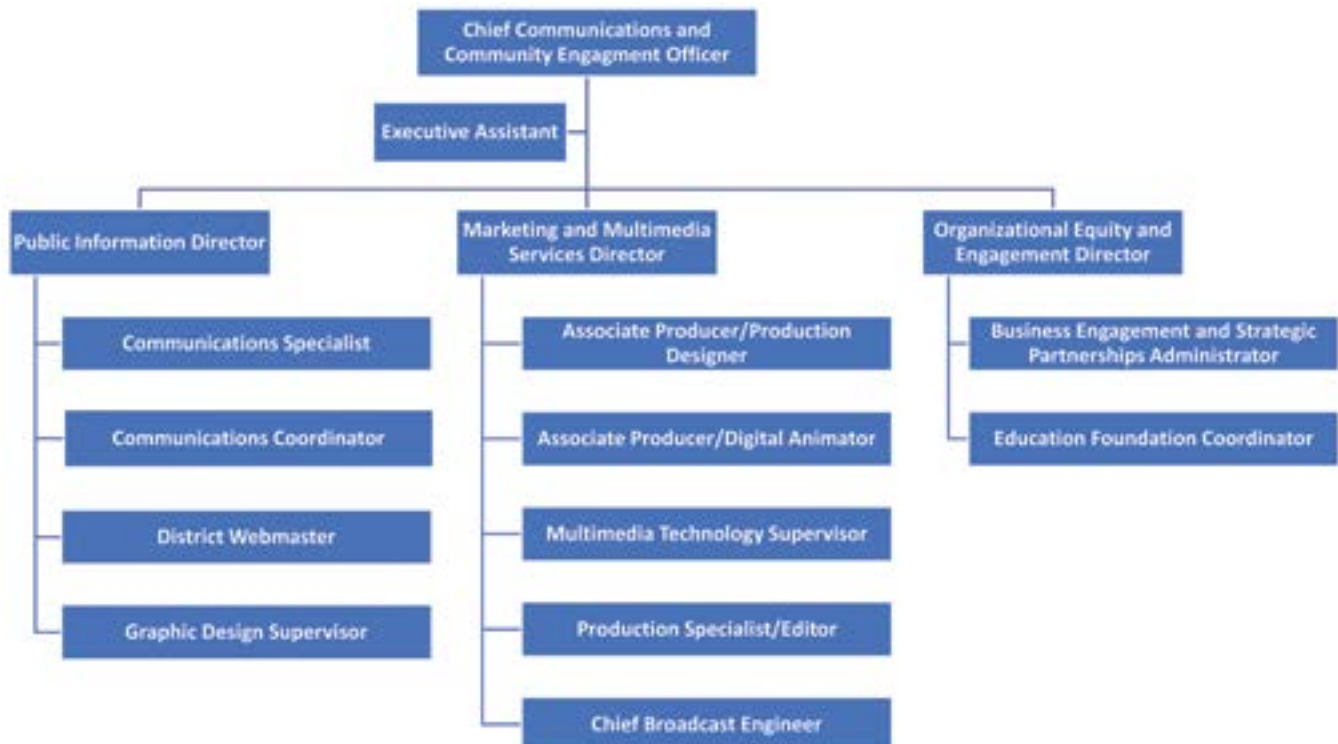 Chief Communications and
Community Engagment Officer
Executive Assistant
Public Information Director
Marketing and Multimedia
Services Director
Organizational Equity and
Engagement Director
Communications Specialist
Communications Coordinator
District Webmaster
Graphic Design Supervisor
Associate Producer/Production
Designer
Associate Producer/Digital Animator
Multimedia Technology Supervisor
Production Specialist/Editor
Chief Broadcast Engineer
Business Engagement and Strategic
Partnerships Administrator
Education Foundation Coordinator